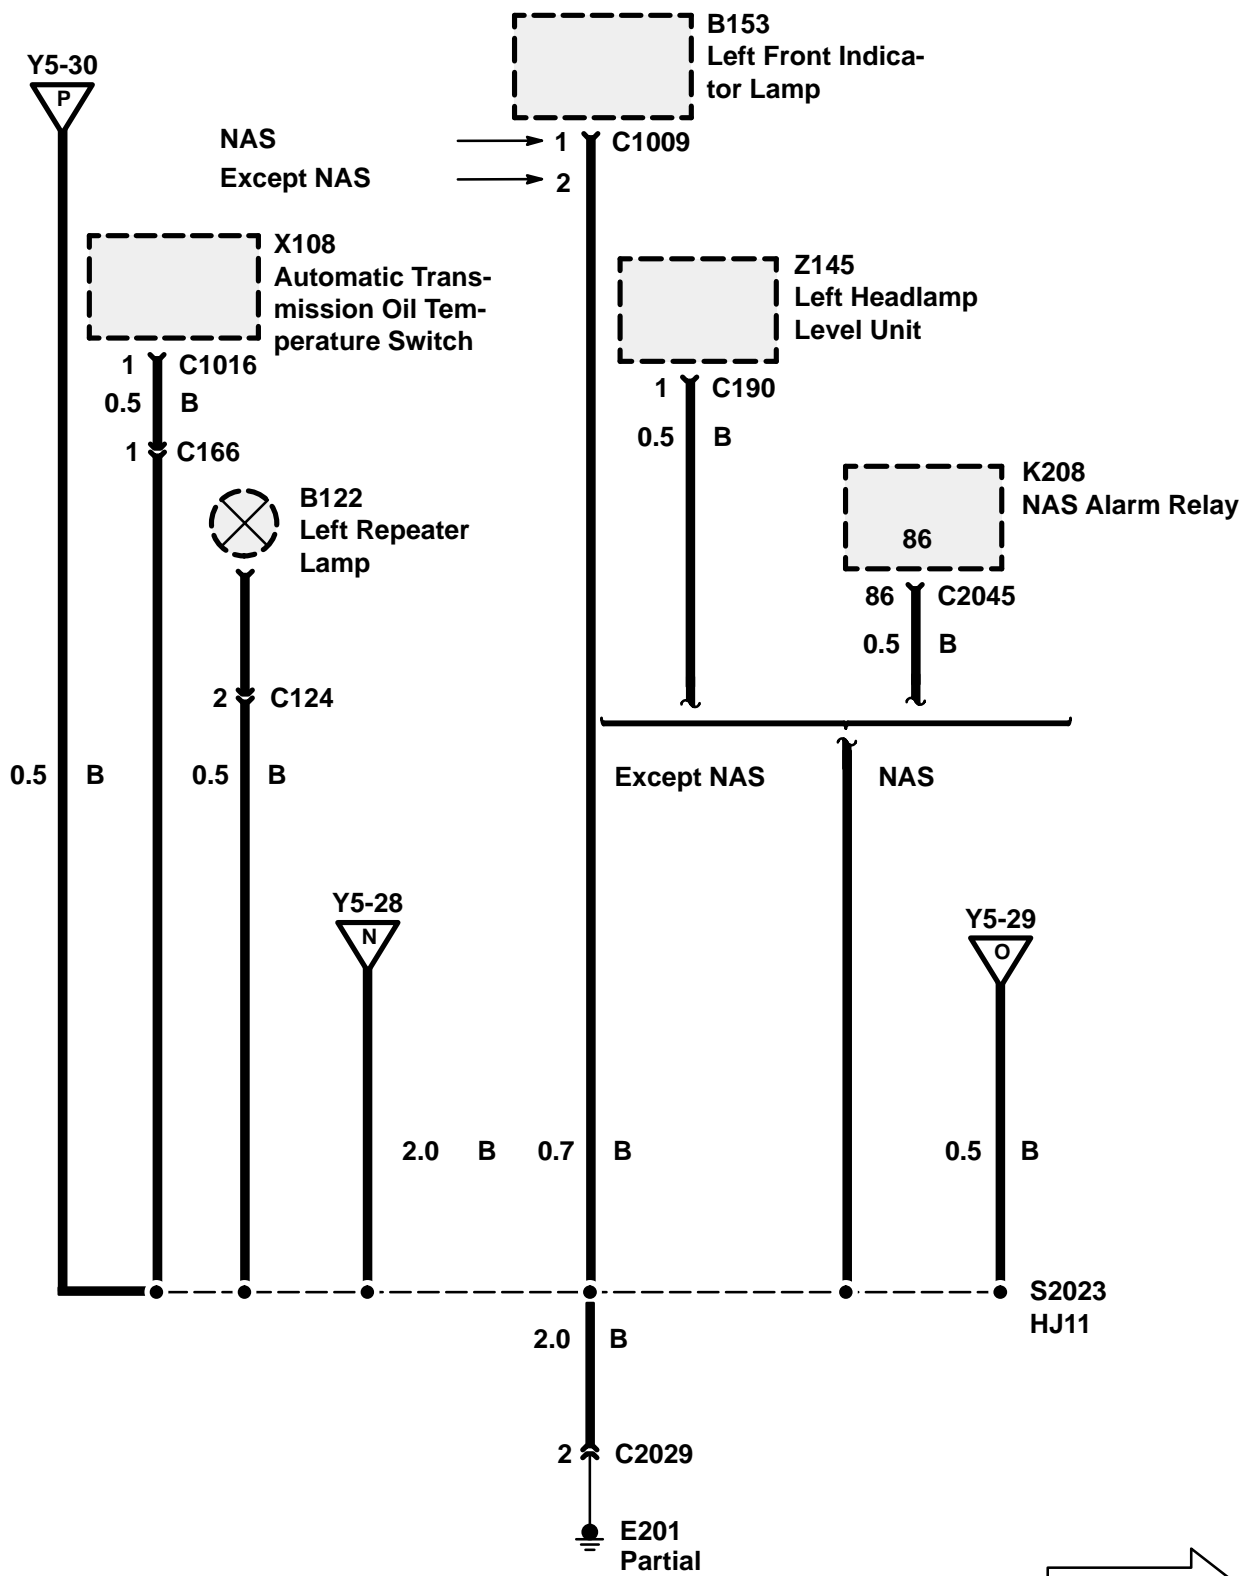 B153
Left Front Indica-
tor Lamp
Y5-30
P
NAS
1 C1009
Except NAS
2
X108
Automatic Trans-
mission Oil Tem-
perature Switch
Z145
Left Headlamp
Level Unit
1 C1016
0.5 B
1 C190
0.5 B
1 C166
K208
NAS Alarm Relay
86
B122
Left Repeater
Lamp
86 C2045
0.5 B
2 C124
0.5 B
0.5 B
Except NAS
NAS
Y5-28
N
Y5-29
O
2.0 B
0.7 B
0.5 B
S2023
HJ11
2.0 B
2 C2029
E201
Partial